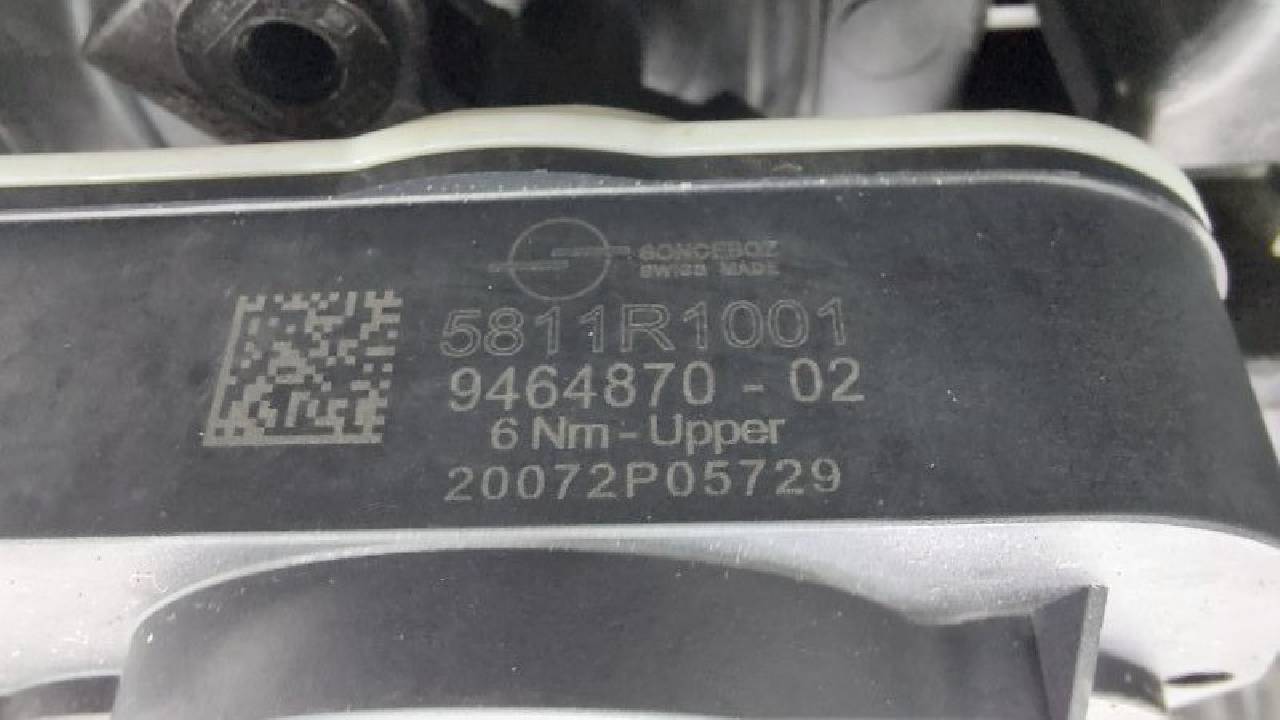 SONCEBOZ
SWISS MADE
5811R1001
9464870 - 02
6 Nm - Upper
20072P05729